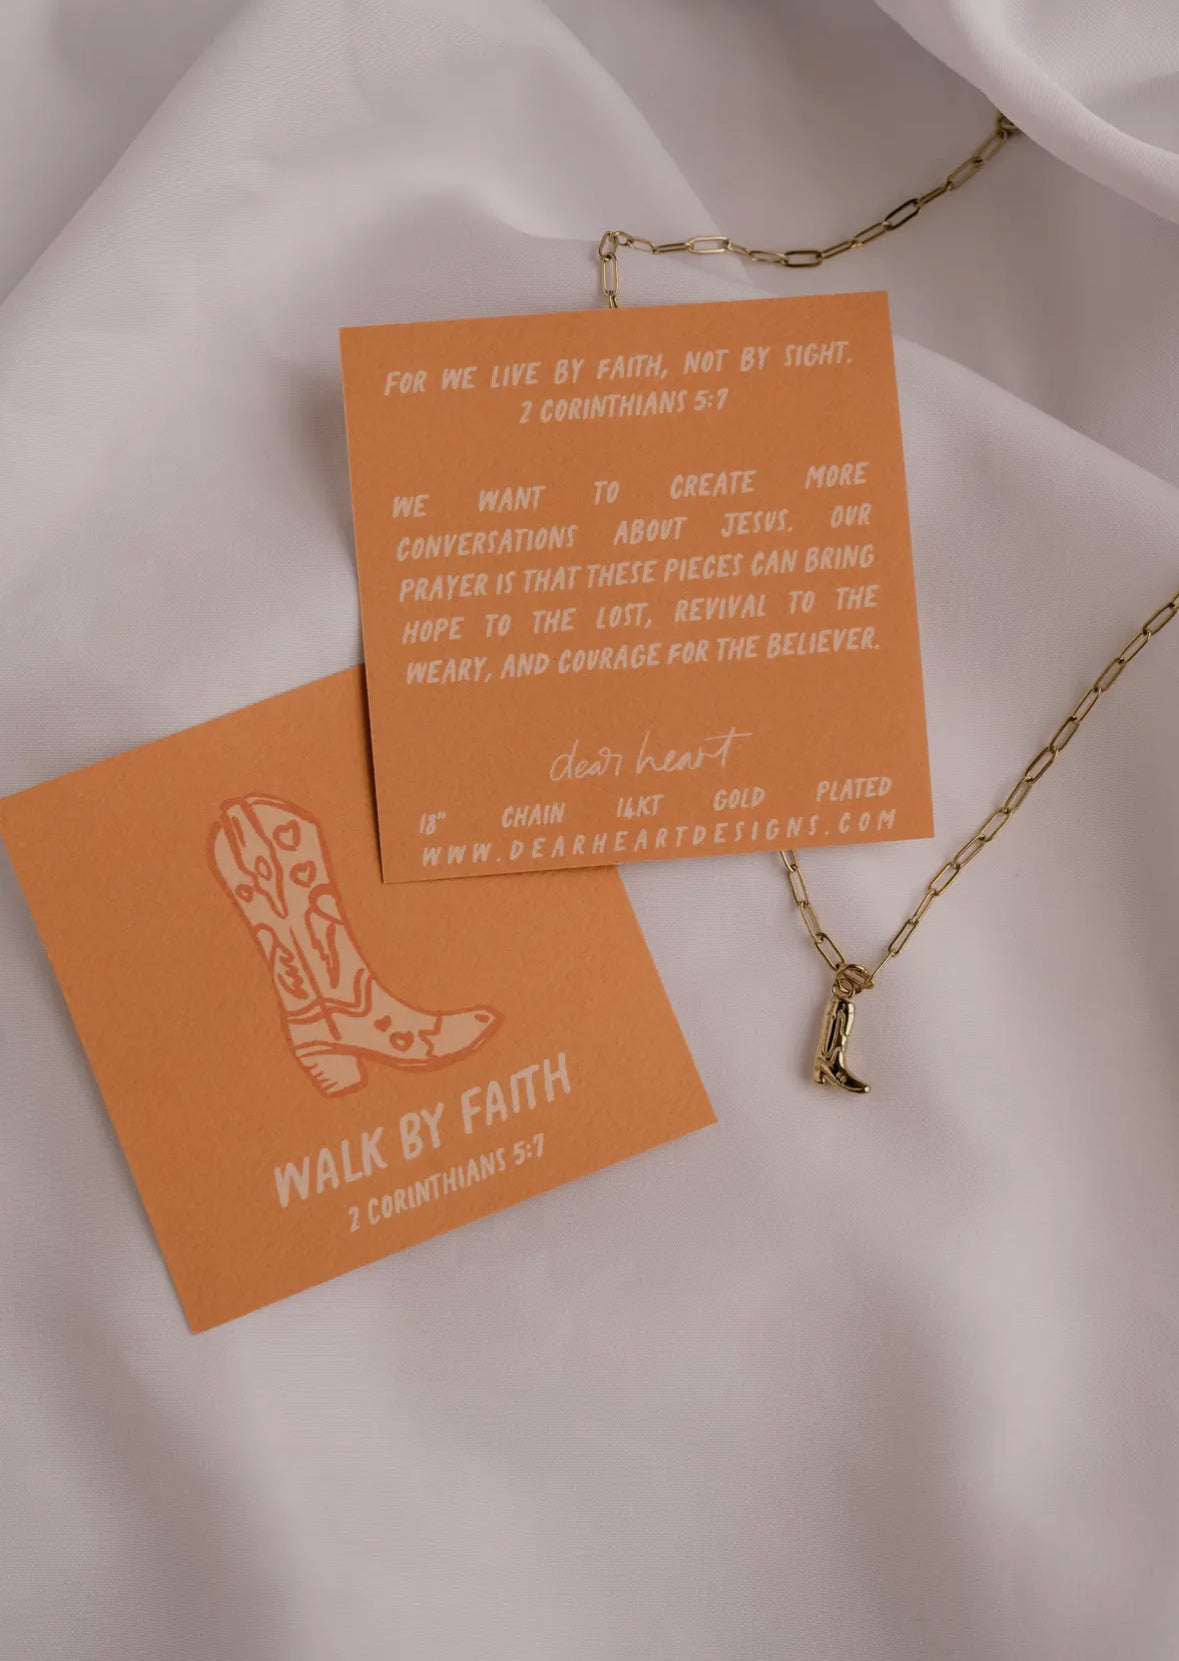 FOR WE LIVE BY FAITH, NOT BY SIGHT.
2 CORINTHIANS 5:7
WE WANT TO CREATE MORE
CONVERSATIONS ABOUT JESUS. OUR
PRAYER IS THAT THESE PIECES CAN BRING
HOPE TO THE LOST, REVIVAL TO THE
WEARY, AND COURAGE FOR THE BELIEVER.
dear heart
18" CHAIN 14KT GOLD PLATED
WWW.DEARHEARTDESIGNS.COM
WALK BY FAITH
2 CORINTHIANS 5:7